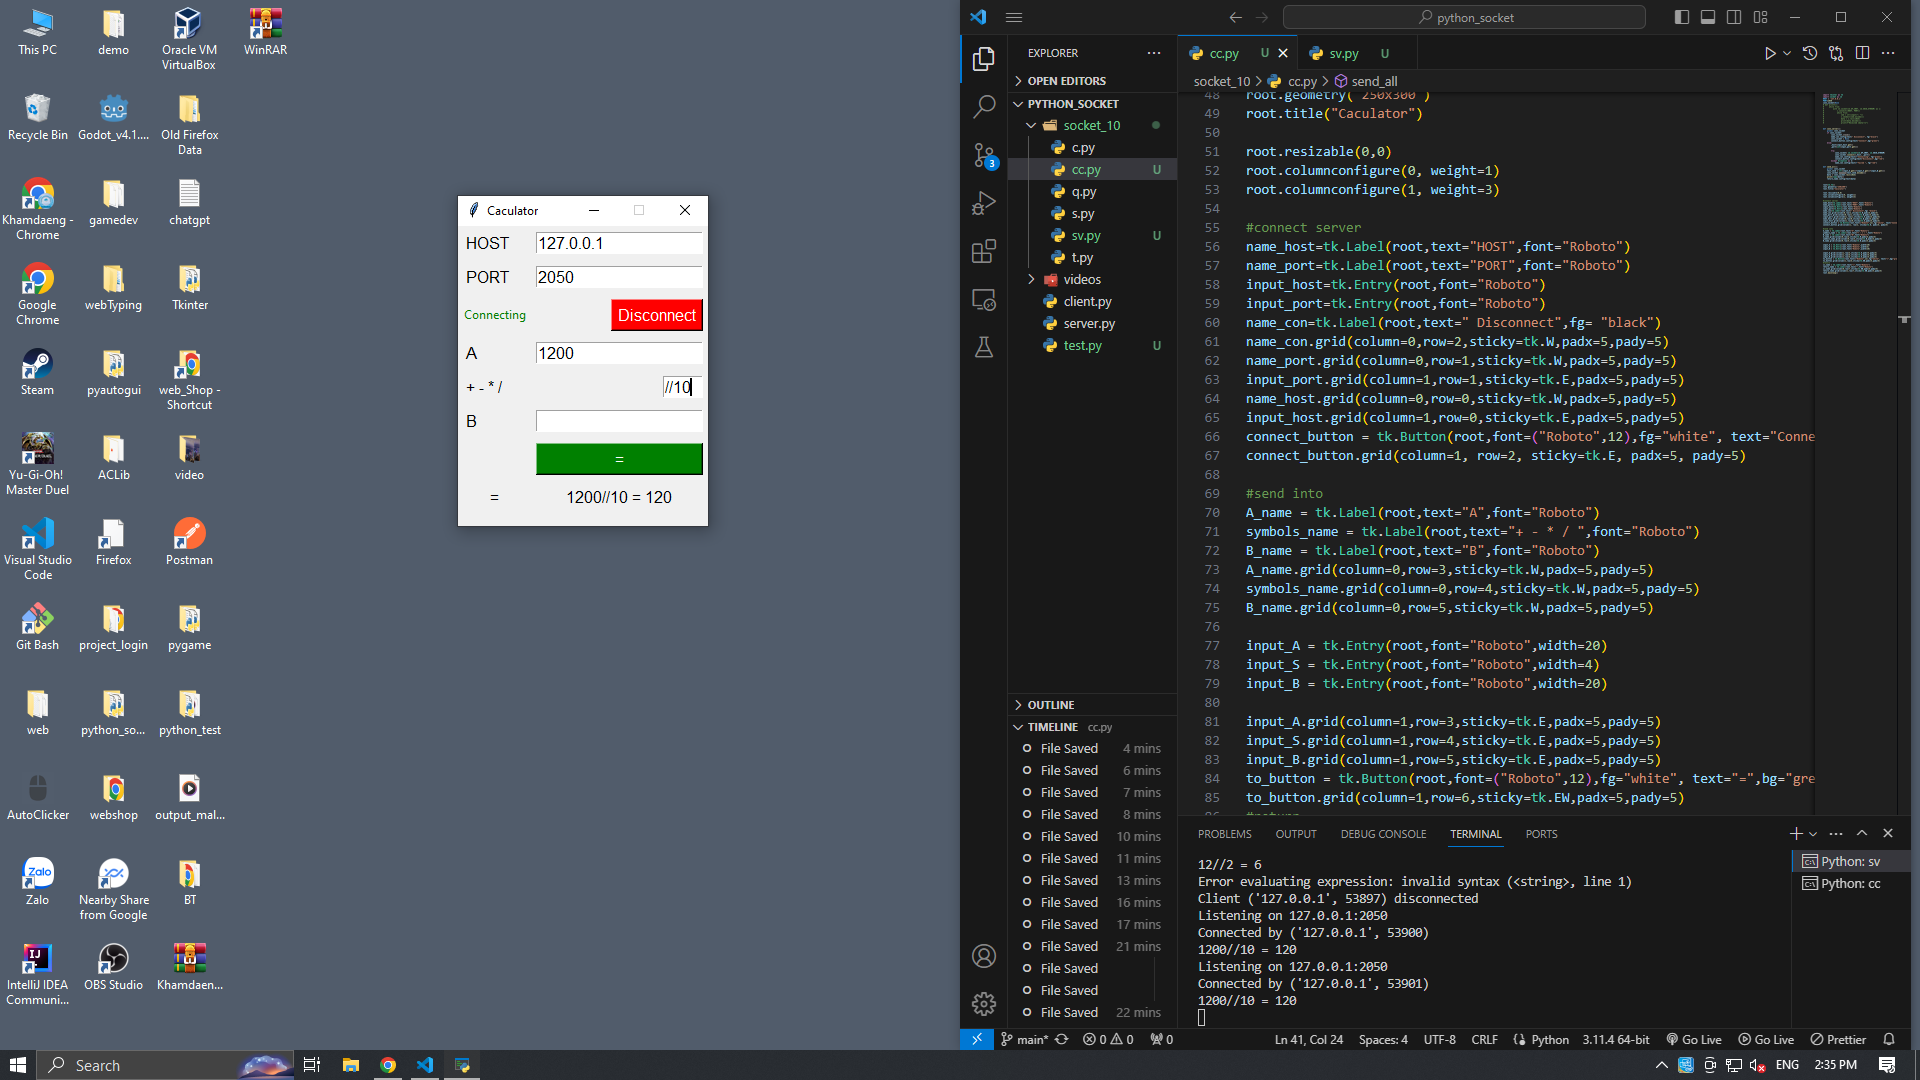 This PC
demo
Oracle VM
VirtualBox
WinRAR
Recycle Bin
Godot_v4.1....
Old Firefox
Data
Khamdaeng -
Chrome
gamedev
chatgpt
Google
Chrome
webTyping
Tkinter
Steam
pyautogui
web_Shop -
Shortcut
Yu-Gi-Oh!
Master Duel
ACLib
video
Visual Studio
Code
Firefox
Postman
Git Bash
project_login
pygame
web
python_so...
python_test
AutoClicker
webshop
output_mal...
Zalo
Zalo
Nearby Share
from Google
BT
IntelliJ IDEA
Communi...
OBS Studio
Khamdaen...
Caculator
HOST 127.0.0.1
PORT 2050
Connecting Disconnect
A 1200
+ - * / //10
B
=
= 1200//10 = 120
python_socket
EXPLORER
OPEN EDITORS
PYTHON_SOCKET
socket_10
c.py
cc.py U
q.py
s.py
sv.py U
t.py
videos
client.py
server.py
test.py U
OUTLINE
TIMELINE cc.py
File Saved 4 mins
File Saved 6 mins
File Saved 7 mins
File Saved 8 mins
File Saved 10 mins
File Saved 11 mins
File Saved 13 mins
File Saved 16 mins
File Saved 17 mins
File Saved 21 mins
File Saved
File Saved
File Saved 22 mins
3
cc.py U sv.py U
socket_10 > cc.py > send_all
48 root.geometry("250x300")
49 root.title("Caculator")
50
51 root.resizable(0,0)
52 root.columnconfigure(0, weight=1)
53 root.columnconfigure(1, weight=3)
54
55 #connect server
56 name_host=tk.Label(root,text="HOST",font="Roboto")
57 name_port=tk.Label(root,text="PORT",font="Roboto")
58 input_host=tk.Entry(root,font="Roboto")
59 input_port=tk.Entry(root,font="Roboto")
60 name_con=tk.Label(root,text=" Disconnect",fg= "black")
61 name_con.grid(column=0,row=2,sticky=tk.W,padx=5,pady=5)
62 name_port.grid(column=0,row=1,sticky=tk.W,padx=5,pady=5)
63 input_port.grid(column=1,row=1,sticky=tk.E,padx=5,pady=5)
64 name_host.grid(column=0,row=0,sticky=tk.W,padx=5,pady=5)
65 input_host.grid(column=1,row=0,sticky=tk.E,padx=5,pady=5)
66 connect_button = tk.Button(root,font=("Roboto",12),fg="white", text="Conne
67 connect_button.grid(column=1, row=2, sticky=tk.E, padx=5, pady=5)
68
69 #send into
70 A_name = tk.Label(root,text="A",font="Roboto")
71 symbols_name = tk.Label(root,text="+ - * / ",font="Roboto")
72 B_name = tk.Label(root,text="B",font="Roboto")
73 A_name.grid(column=0,row=3,sticky=tk.W,padx=5,pady=5)
74 symbols_name.grid(column=0,row=4,sticky=tk.W,padx=5,pady=5)
75 B_name.grid(column=0,row=5,sticky=tk.W,padx=5,pady=5)
76
77 input_A = tk.Entry(root,font="Roboto",width=20)
78 input_S = tk.Entry(root,font="Roboto",width=4)
79 input_B = tk.Entry(root,font="Roboto",width=20)
80
81 input_A.grid(column=1,row=3,sticky=tk.E,padx=5,pady=5)
82 input_S.grid(column=1,row=4,sticky=tk.E,padx=5,pady=5)
83 input_B.grid(column=1,row=5,sticky=tk.E,padx=5,pady=5)
84 to_button = tk.Button(root,font=("Roboto",12),fg="white", text="=",bg="gre
85 to_button.grid(column=1,row=6,sticky=tk.EW,padx=5,pady=5)
PROBLEMS OUTPUT DEBUG CONSOLE TERMINAL PORTS
12//2 = 6
Error evaluating expression: invalid syntax (<string>, line 1)
Client ('127.0.0.1', 53897) disconnected
Listening on 127.0.0.1:2050
Connected by ('127.0.0.1', 53900)
1200//10 = 120
Listening on 127.0.0.1:2050
Connected by ('127.0.0.1', 53901)
1200//10 = 120
Python: sv
Python: cc
main* 0 0 0 Ln 41, Col 24 Spaces: 4 UTF-8 CRLF Python 3.11.4 64-bit Go Live Go Live Prettier
Search ENG 2:35 PM